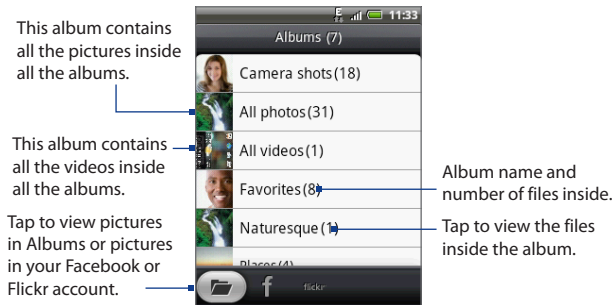 This album contains
all the pictures inside
all the albums.
This album contains
all the videos inside
all the albums.
Tap to view pictures
in Albums or pictures
in your Facebook or
Flickr account.
11:33
Albums (7)
Camera shots(18)
All photos(31)
All videos(1)
Favorites(8)
Naturesque(1)
Places(4)
f
flickr
Album name and
number of files inside.
Tap to view the files
inside the album.